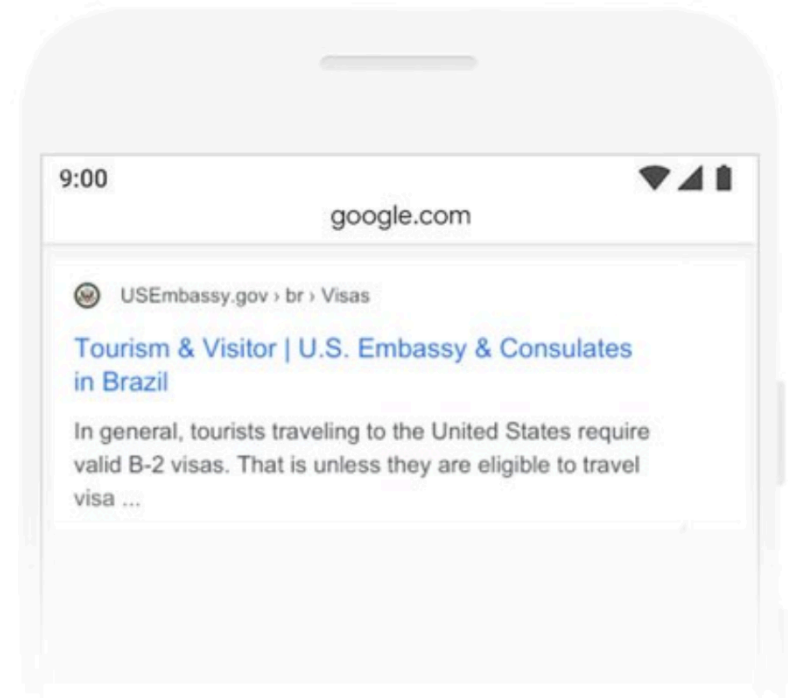 9:00
google.com
USEmbassy.gov › br › Visas
Tourism & Visitor | U.S. Embassy & Consulates
in Brazil
In general, tourists traveling to the United States require
valid B-2 visas. That is unless they are eligible to travel
visa ...